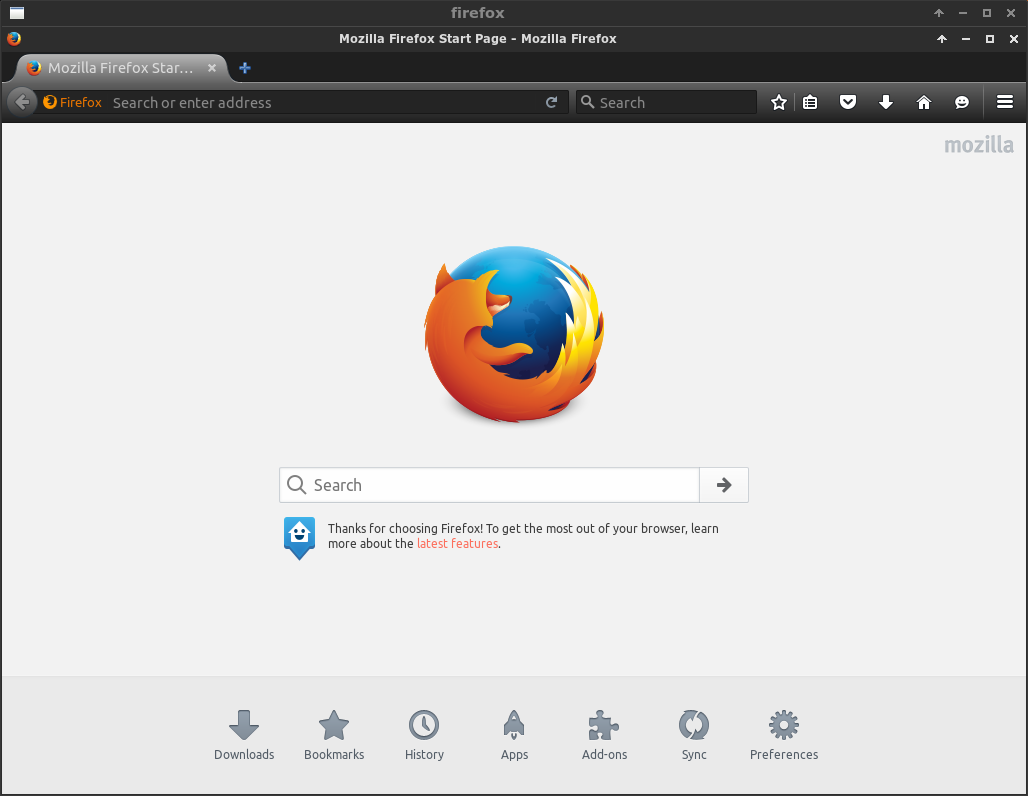 firefox
Mozilla Firefox Start Page - Mozilla Firefox
Mozilla Firefox Star...
Firefox Search or enter address Search
mozilla
Search
Thanks for choosing Firefox! To get the most out of your browser, learn
more about the latest features.
Downloads Bookmarks History Apps Add-ons Sync Preferences